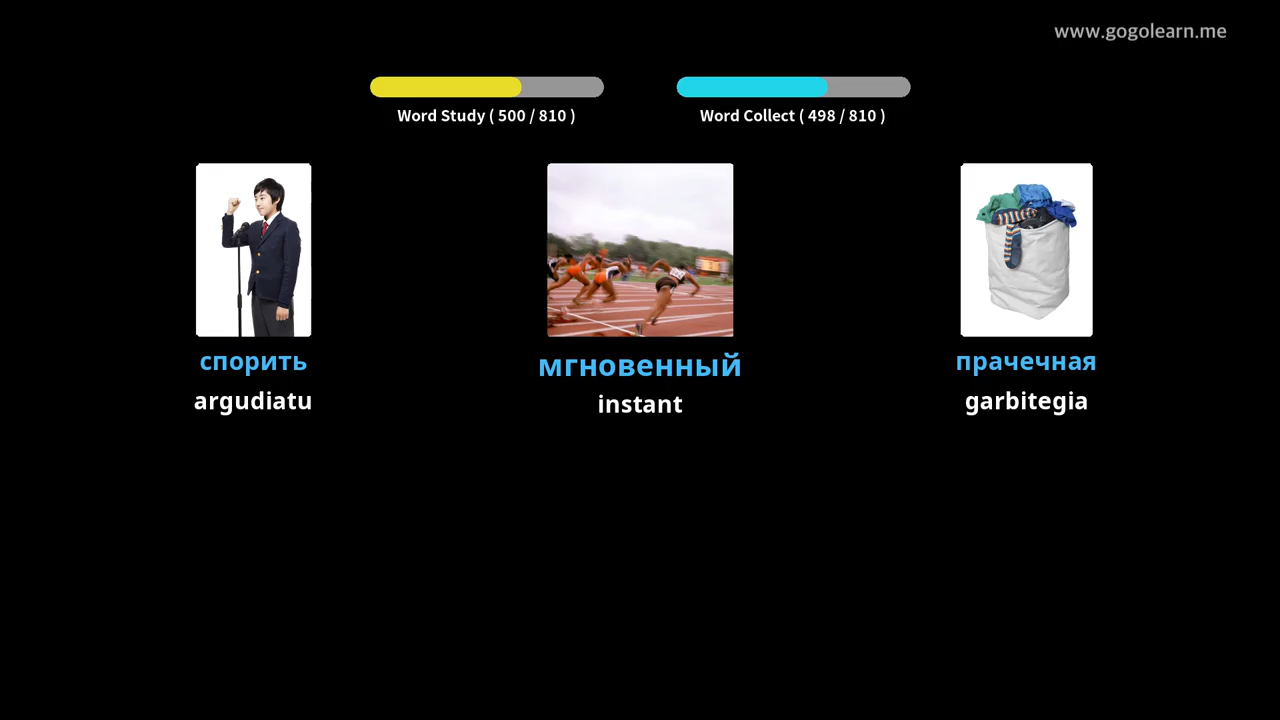 www.gogolearn.me
Word Study ( 500 / 810 )
Word Collect ( 498 / 810 )
спорить
argudiatu
мгновенный
instant
прачечная
garbitegia